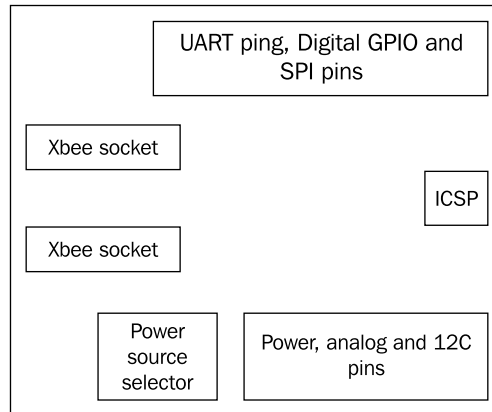 UART ping, Digital GPIO and
SPI pins
Xbee socket
ICSP
Xbee socket
Power
source
selector
Power, analog and 12C
pins